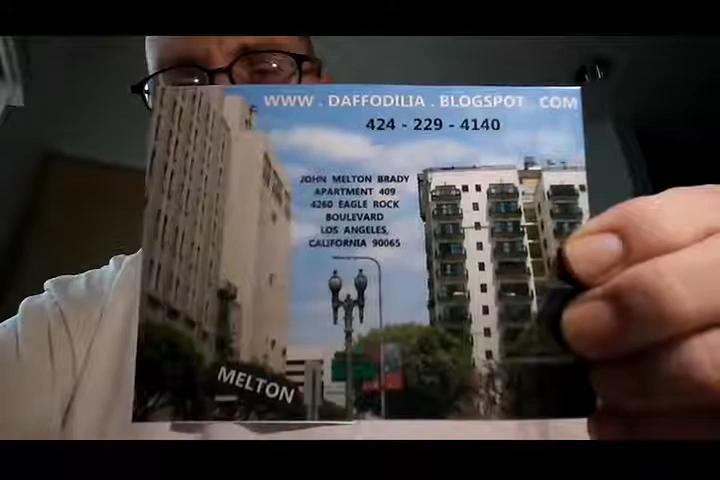 WWW . DAFFODILIA . BLOGSPOT . COM
424 - 229 - 4140
JOHN MELTON BRADY
APARTMENT 409
4260 EAGLE ROCK
BOULEVARD
LOS ANGELES,
CALIFORNIA 90065
MELTON